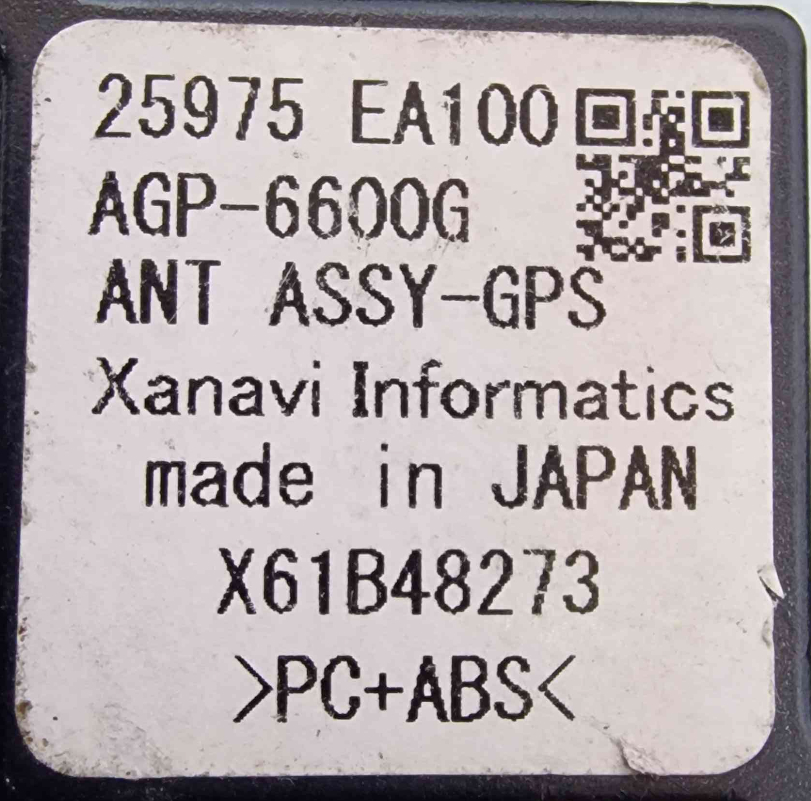 25975 EA100
AGP-6600G
ANT ASSY-GPS
Xanavi Informatics
made in JAPAN
X61B48273
>PC+ABS<